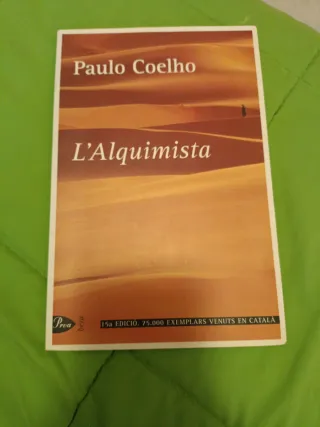 Paulo Coelho
L'Alquimista
15a EDICIÓ. 75.000 EXEMPLARS VENUTS EN CATALÀ
Proa